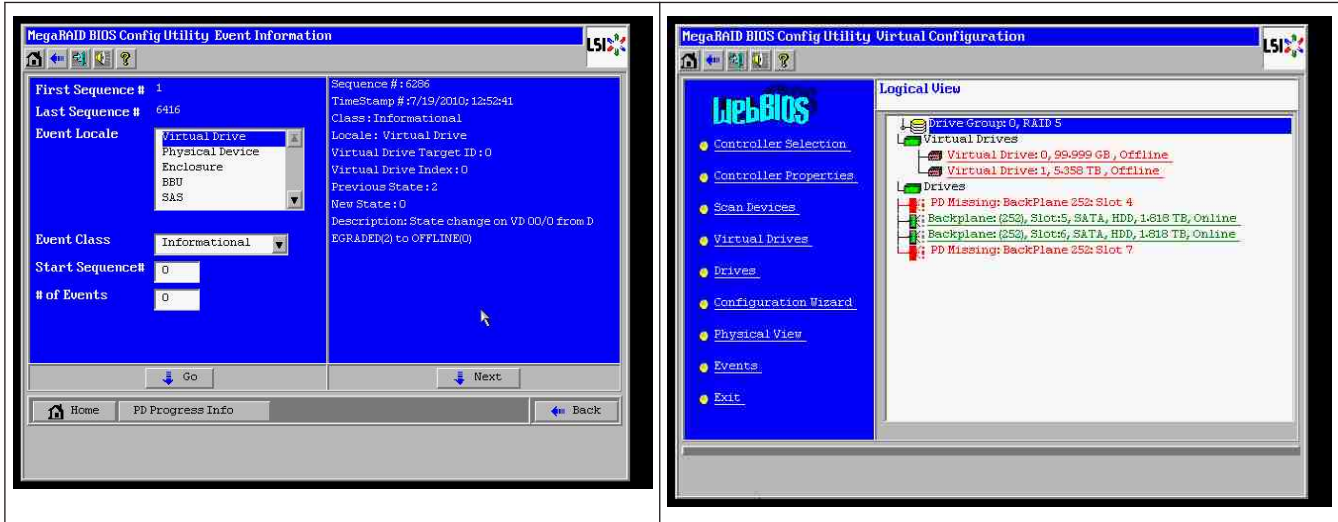 MegaRAID BIOS Config Utility Event Information
LSI
First Sequence # 1
Last Sequence # 6416
Event Locale
Virtual Drive
Physical Device
Enclosure
BBU
SAS
Event Class Informational
Start Sequence# 0
# of Events 0
Go
Sequence #:6286
TimeStamp #:7/19/2010; 12:52:41
Class: Informational
Locale: Virtual Drive
Virtual Drive Target ID:0
Virtual Drive Index:0
Previous State:2
New State:0
Description: State change on VD 00/0 from D
EGRADED(2) to OFFLINE(0)
Next
Home PD Progress Info Back
MegaRAID BIOS Config Utility Virtual Configuration
LSI
WebBIOS
Controller Selection
Controller Properties
Scan Devices
Virtual Drives
Drives
Configuration Wizard
Physical View
Events
Exit
Logical View
Drive Group: 0, RAID 5
Virtual Drives
Virtual Drive: 0, 99.999 GB , Offline
Virtual Drive: 1, 5.358 TB , Offline
Drives
PD Missing: BackPlane 252: Slot 4
Backplane: (252), Slot:5, SATA, HDD, 1.818 TB, Online
Backplane: (252), Slot:6, SATA, HDD, 1.818 TB, Online
PD Missing: BackPlane 252: Slot 7